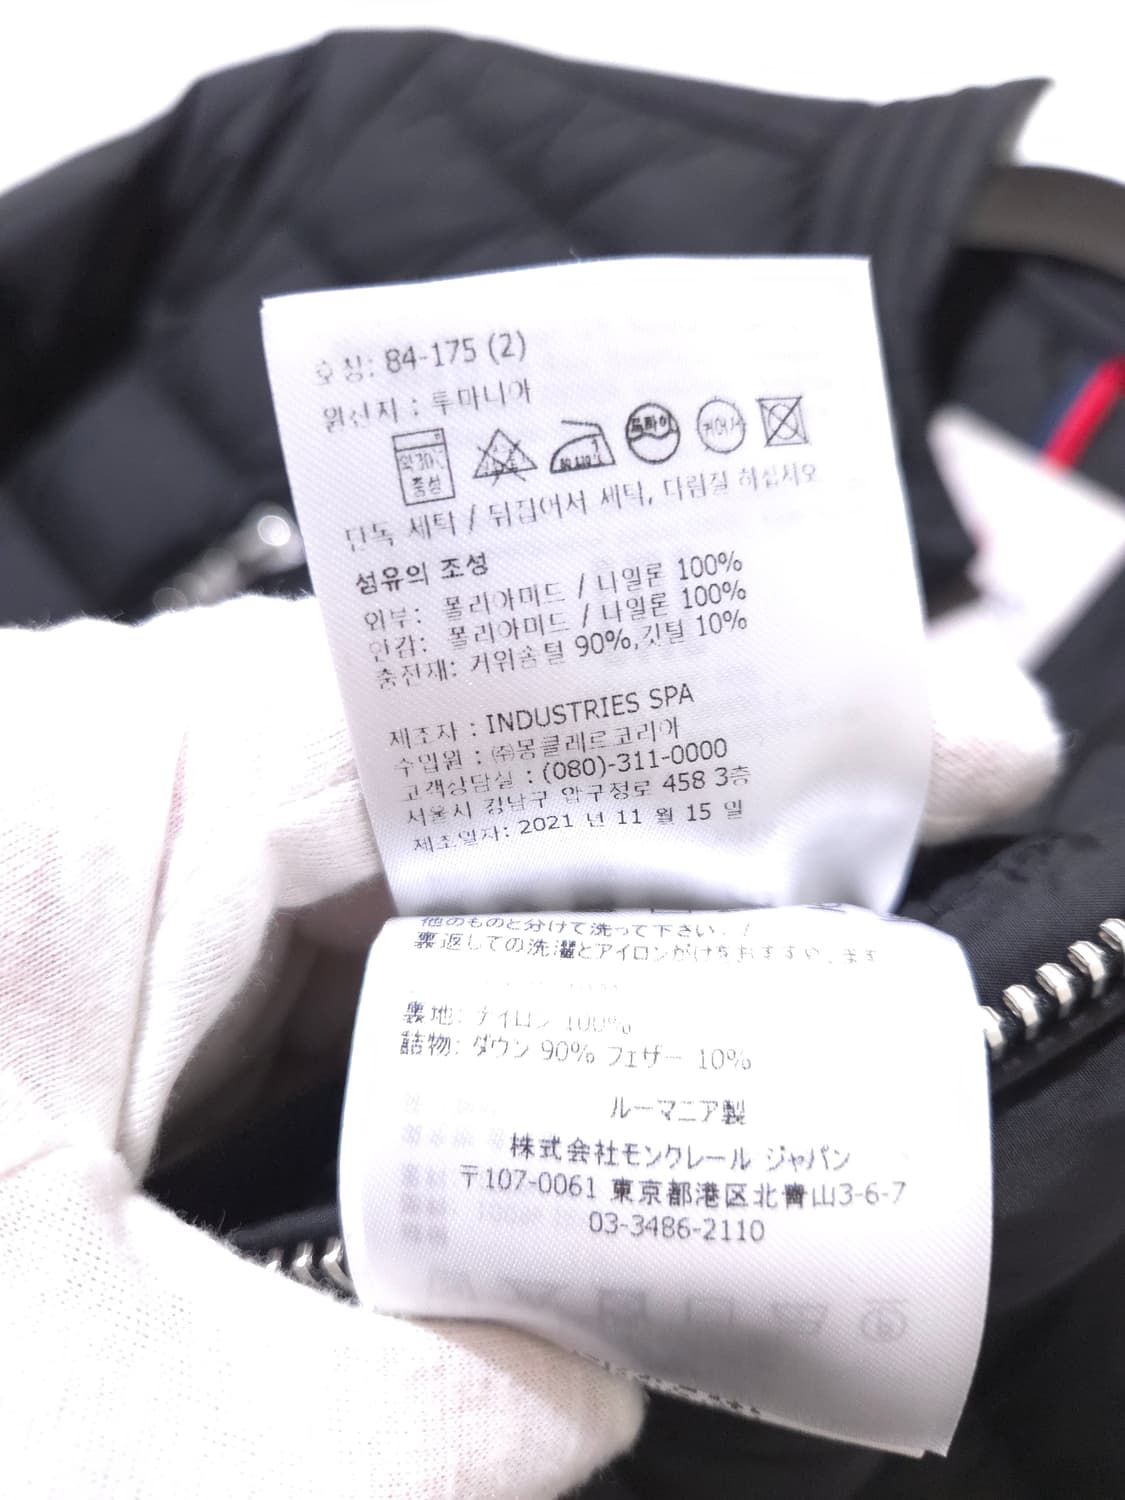 호칭: 84-175 (2)
원산지 : 루마니아
약30℃
중성
드라이
단독 세탁 / 뒤집어서 세탁, 다림질 하십시오
섬유의 조성
외부: 폴리아미드 / 나일론 100%
안감: 폴리아미드 / 나일론 100%
충전재: 거위솜털 90%,깃털 10%
제조자 : INDUSTRIES SPA
수입원 : ㈜몽클레르코리아
고객상담실 : (080)-311-0000
서울시 강남구 압구정로 458 3층
제조일자: 2021 년 11 월 15 일
他のものと分けて洗って下さい. /
裏返しての洗濯とアイロンがけをおすすめします
裏地: ナイロン 100%
詰物: ダウン 90% フェザー 10%
ルーマニア製
株式会社モンクレール ジャパン
〒107-0061 東京都港区北青山3-6-7
03-3486-2110